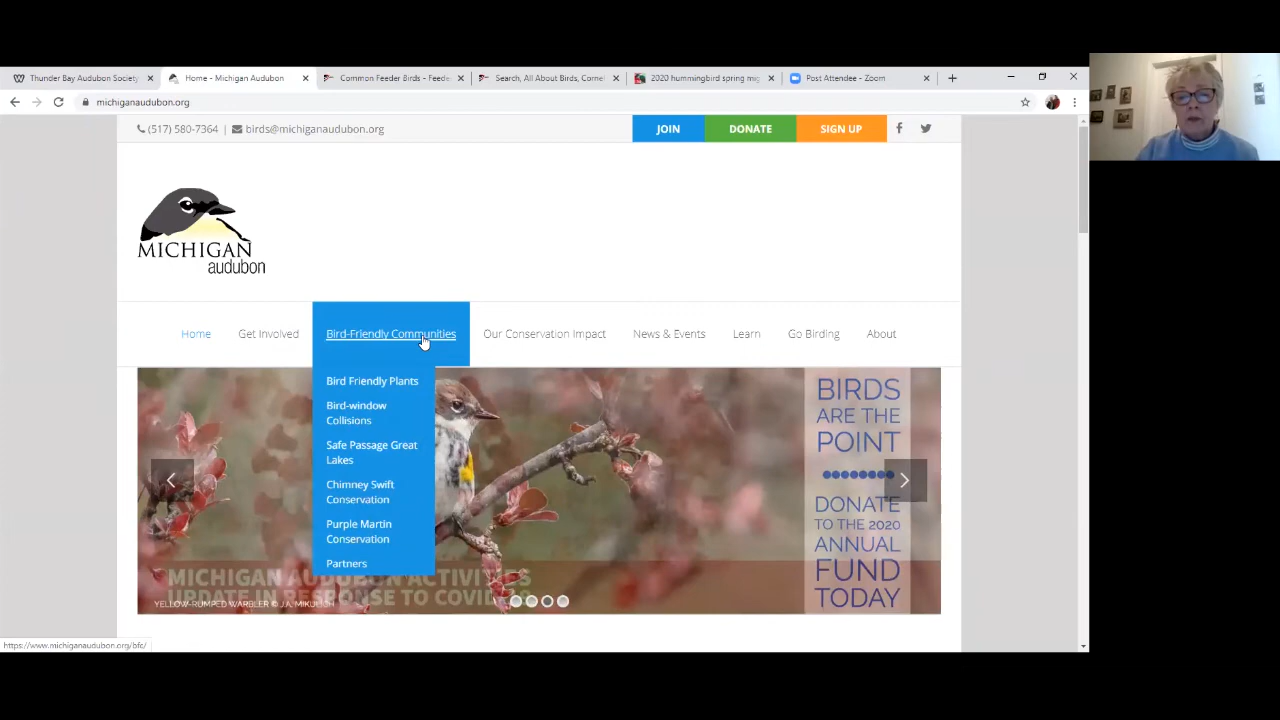 Thunder Bay Audubon Society
Home - Michigan Audubon
Common Feeder Birds - Feede
Search, All About Birds, Cornel
2020 hummingbird spring mig
Post Attendee - Zoom
michiganaudubon.org
(517) 580-7364 | birds@michiganaudubon.org
JOIN
DONATE
SIGN UP
MICHIGAN
audubon
Home
Get Involved
Bird-Friendly Communities
Our Conservation Impact
News & Events
Learn
Go Birding
About
Bird Friendly Plants
Bird-window
Collisions
Safe Passage Great
Lakes
Chimney Swift
Conservation
Purple Martin
Conservation
Partners
BIRDS
ARE THE
POINT
DONATE
TO THE 2020
ANNUAL
FUND
TODAY
MICHIGAN AUDUBON ACTIVITIES
UPDATE IN RESPONSE TO COVID-19
YELLOW-RUMPED WARBLER © J.A. MIKULICH
https://www.michiganaudubon.org/bfc/